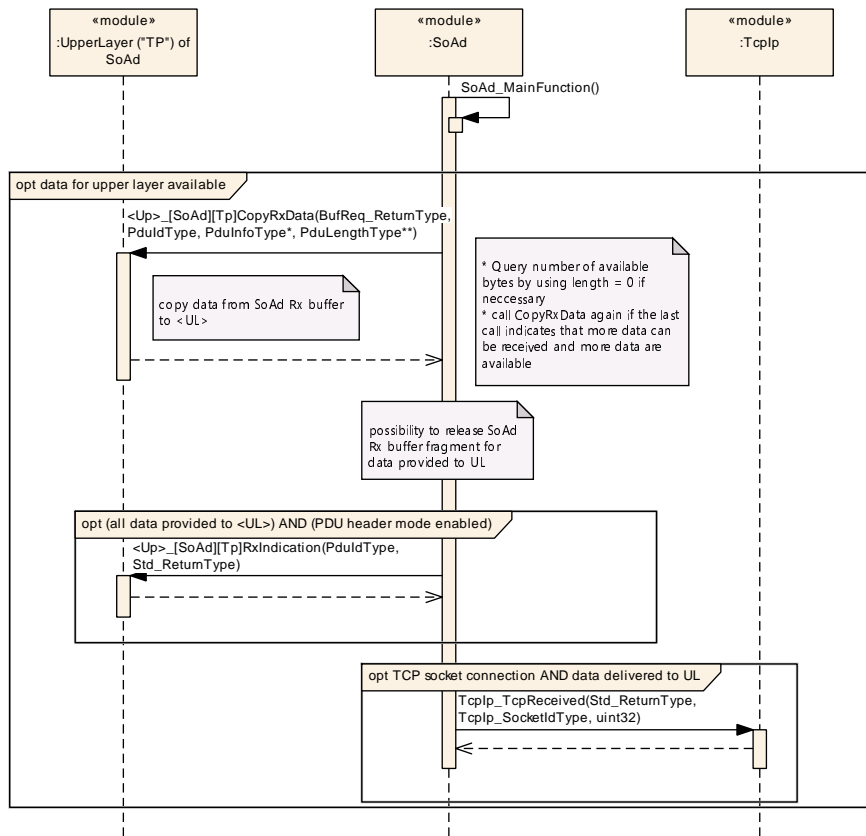 «module»
:UpperLayer ("TP") of
SoAd
«module»
:SoAd
«module»
:TcpIp
SoAd_MainFunction()
opt data for upper layer available
<Up>_[SoAd][Tp]CopyRxData(BufReq_ReturnType,
PduIdType, PduInfoType*, PduLengthType**)
copy data from SoAd Rx buffer
to <UL>
* Query number of available
bytes by using length = 0 if
neccessary
* call CopyRxData again if the last
call indicates that more data can
be received and more data are
available
possibility to release SoAd
Rx buffer fragment for
data provided to UL
opt (all data provided to <UL>) AND (PDU header mode enabled)
<Up>_[SoAd][Tp]RxIndication(PduIdType,
Std_ReturnType)
opt TCP socket connection AND data delivered to UL
TcpIp_TcpReceived(Std_ReturnType,
TcpIp_SocketIdType, uint32)